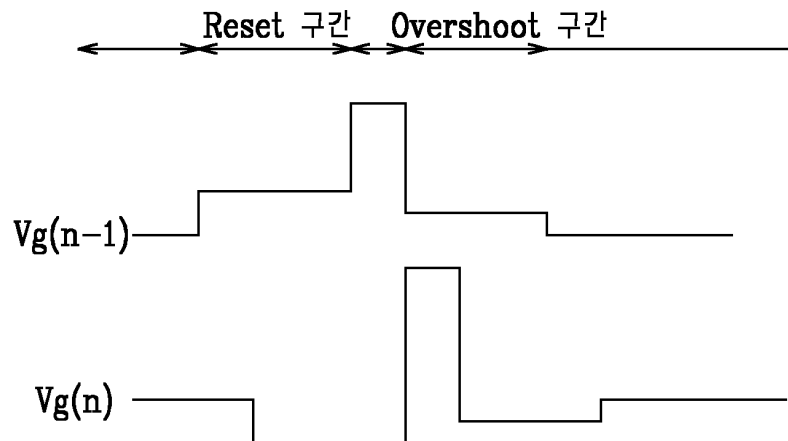 Reset 구간 Overshoot 구간
Vg(n-1)
Vg(n)